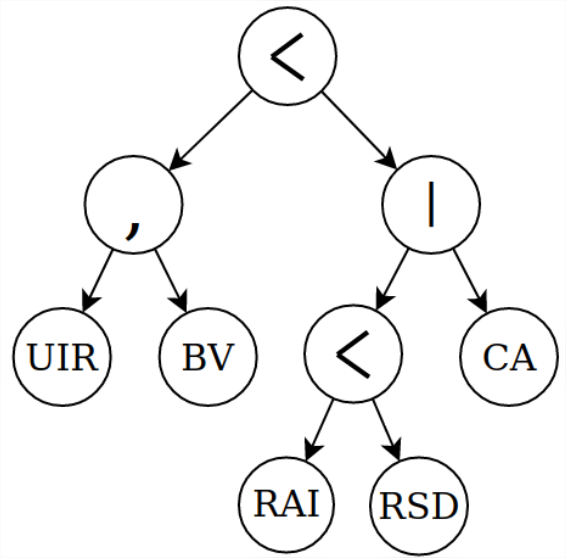 <
, |
UIR BV < CA
RAI RSD